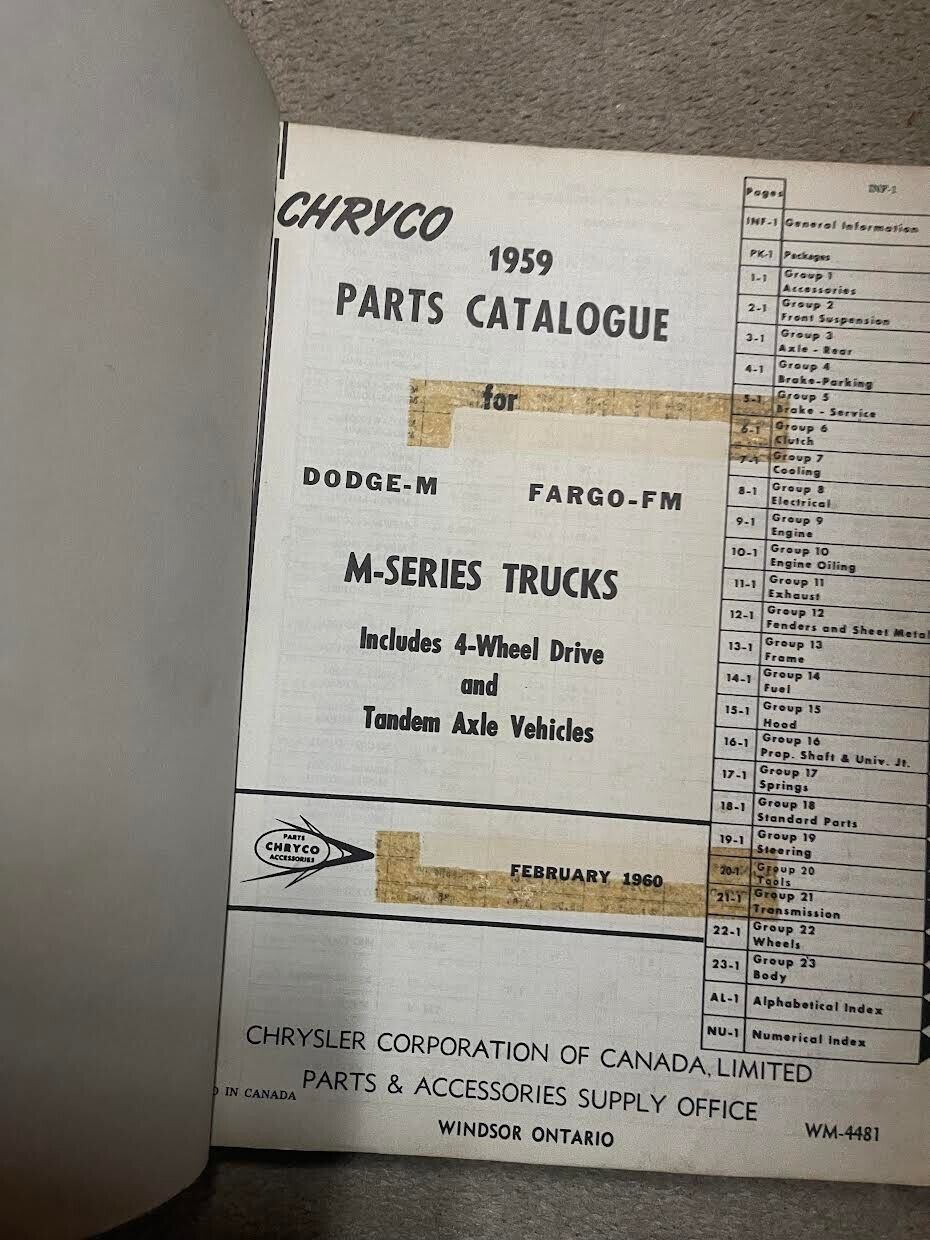 CHRYCO
1959
PARTS CATALOGUE
for
DODGE-M FARGO-FM
M-SERIES TRUCKS
Includes 4-Wheel Drive
and
Tandem Axle Vehicles
PARTS
CHRYCO
ACCESSORIES
FEBRUARY 1960
CHRYSLER CORPORATION OF CANADA, LIMITED
PARTS & ACCESSORIES SUPPLY OFFICE
IN CANADA
WINDSOR ONTARIO
WM-4481
Pages INF-1
INF-1 General Information
PK-1 Packages
1-1 Group 1
Accessories
2-1 Group 2
Front Suspension
3-1 Group 3
Axle - Rear
4-1 Group 4
Brake-Parking
5-1 Group 5
Brake - Service
6-1 Group 6
Clutch
7-1 Group 7
Cooling
8-1 Group 8
Electrical
9-1 Group 9
Engine
10-1 Group 10
Engine Oiling
11-1 Group 11
Exhaust
12-1 Group 12
Fenders and Sheet Metal
13-1 Group 13
Frame
14-1 Group 14
Fuel
15-1 Group 15
Hood
16-1 Group 16
Prop. Shaft & Univ. Jt.
17-1 Group 17
Springs
18-1 Group 18
Standard Parts
19-1 Group 19
Steering
20-1 Group 20
Tools
21-1 Group 21
Transmission
22-1 Group 22
Wheels
23-1 Group 23
Body
AL-1 Alphabetical Index
NU-1 Numerical Index